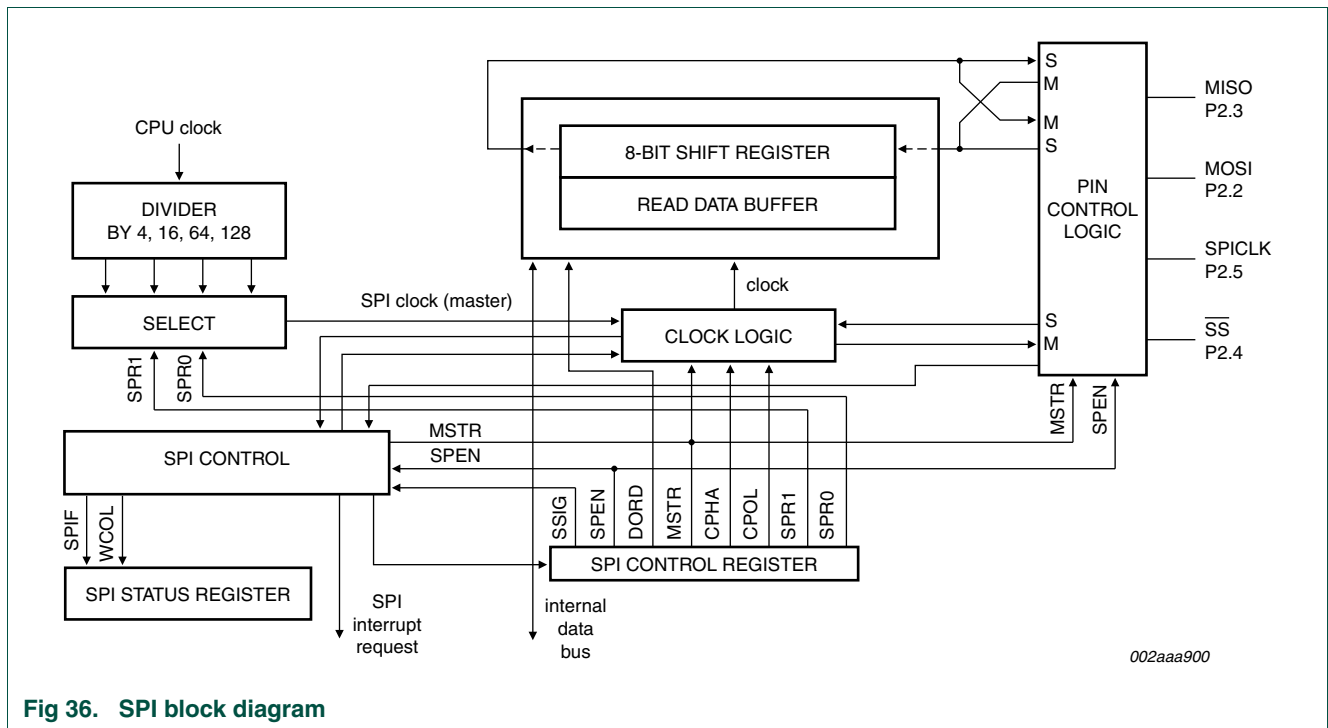 S
M
MISO
P2.3
CPU clock
M
8-BIT SHIFT REGISTER
S
DIVIDER
BY 4, 16, 64, 128
READ DATA BUFFER
PIN
CONTROL
LOGIC
MOSI
P2.2
SPICLK
P2.5
clock
SPI clock (master)
SELECT
CLOCK LOGIC
S
M
SS
P2.4
SPR1
SPR0
MSTR
SPEN
MSTR
SPEN
SPI CONTROL
SPIF
WCOL
SSIG
SPEN
DORD
MSTR
CPHA
CPOL
SPR1
SPR0
SPI CONTROL REGISTER
SPI STATUS REGISTER
SPI
interrupt
request
internal
data
bus
002aaa900
Fig 36. SPI block diagram